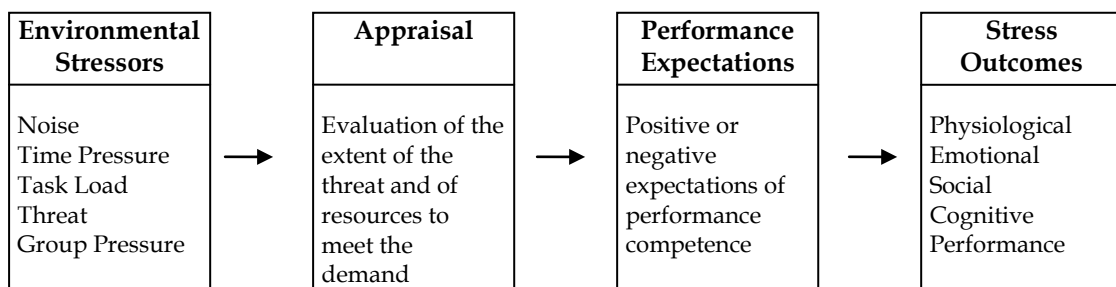 Environmental
Stressors
Noise
Time Pressure
Task Load
Threat
Group Pressure
Appraisal
Evaluation of the
extent of the
threat and of
resources to
meet the
demand
Performance
Expectations
Positive or
negative
expectations of
performance
competence
Stress
Outcomes
Physiological
Emotional
Social
Cognitive
Performance